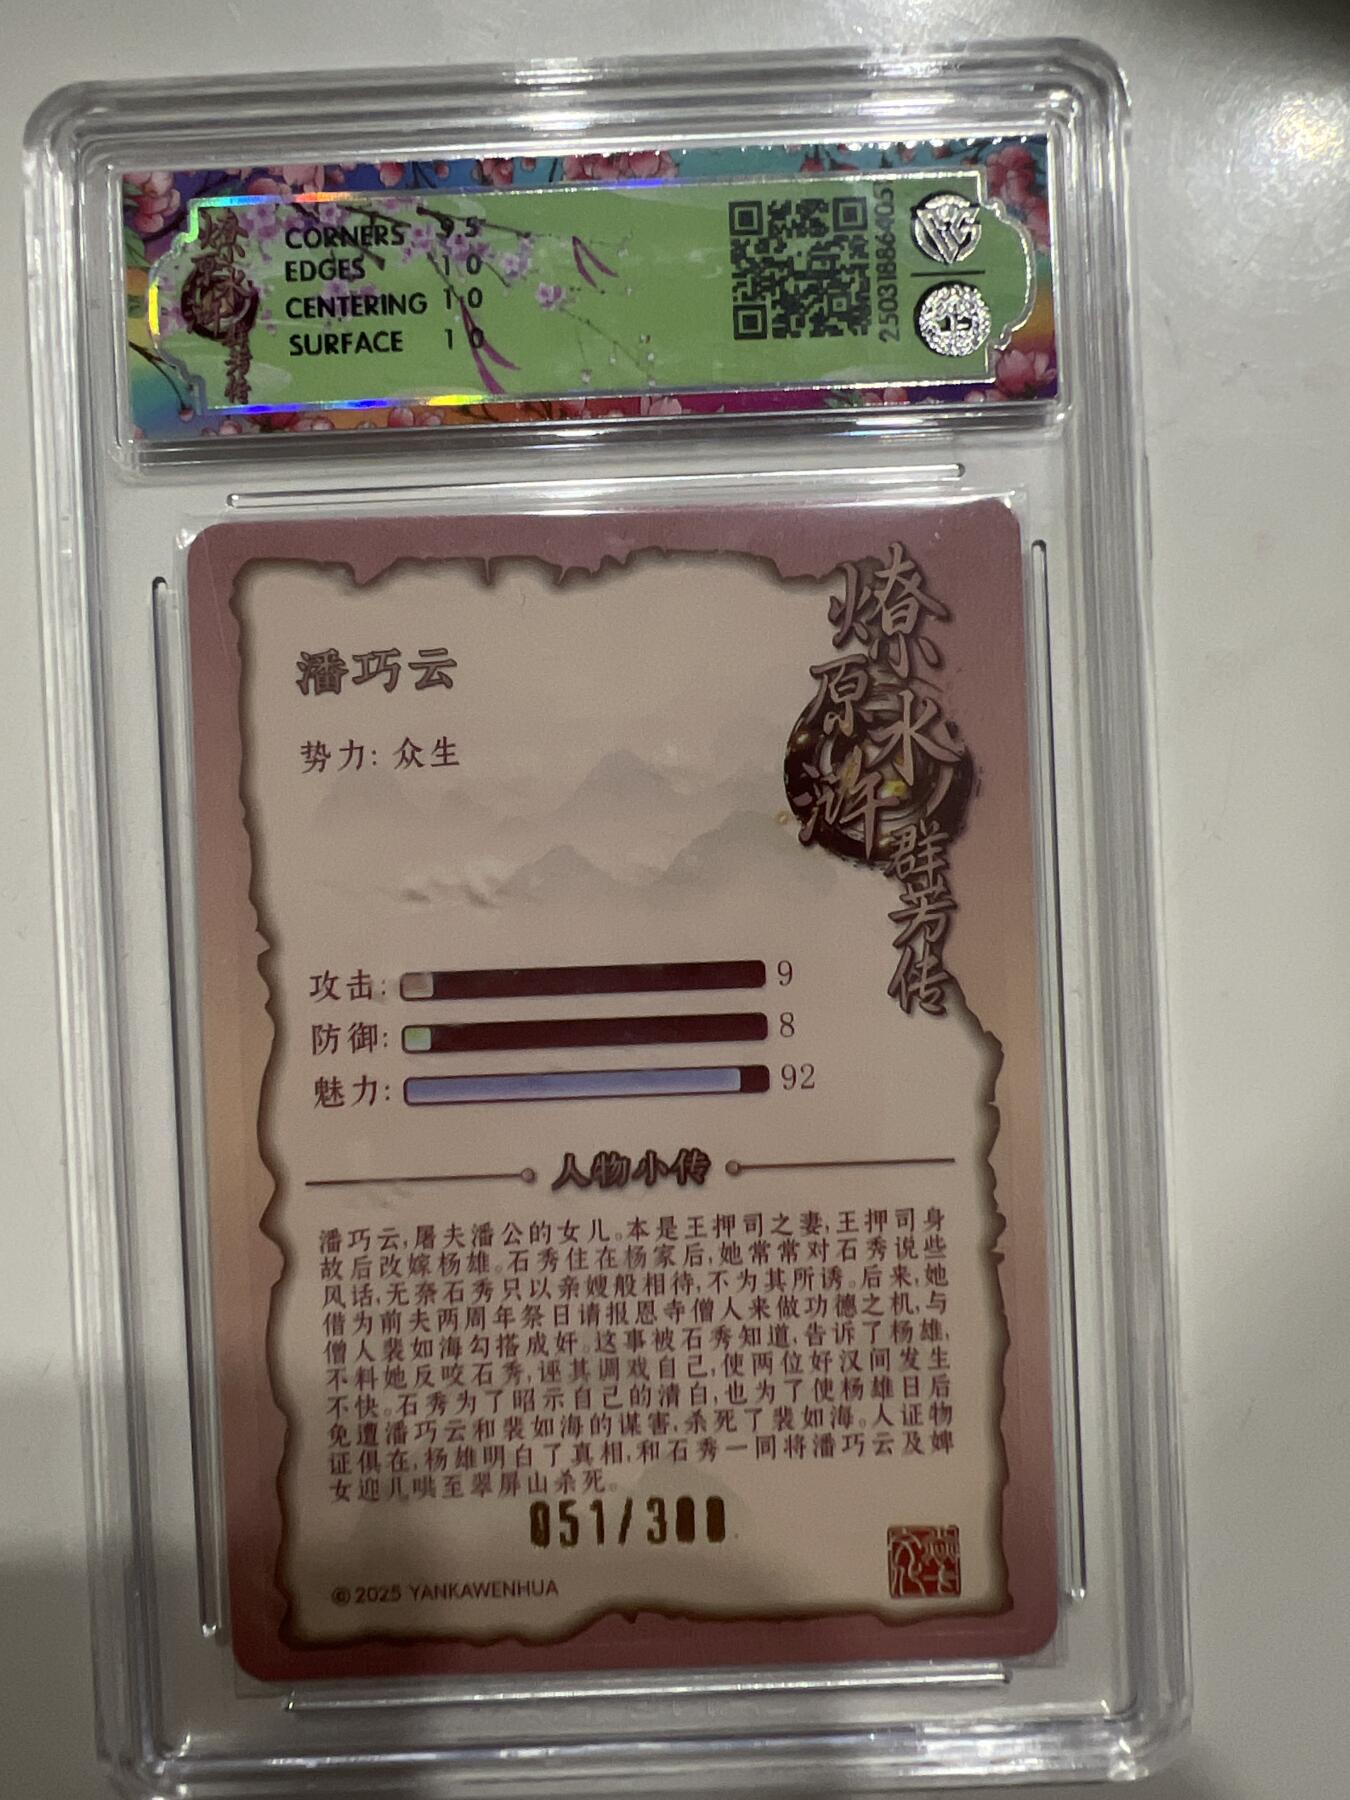 燎原水浒群芳传
CORNERS 9.5
EDGES 10
CENTERING 10
SURFACE 10
潘巧云
势力: 众生
燎原水浒群芳传
攻击: 9
防御: 8
魅力: 92
人物小传
潘巧云,屠夫潘公的女儿。本是王押司之妻,王押司身
故后改嫁杨雄。石秀住在杨家后,她常常对石秀说些
风话,无奈石秀只以亲嫂般相待,不为其所诱。后来,她
借为前夫两周年祭日请报恩寺僧人来做功德之机,与
僧人裴如海勾搭成奸。这事被石秀知道,告诉了杨雄,
不料她反咬石秀,诬其调戏自己,使两位好汉间发生
不快。石秀为了昭示自己的清白,也为了使杨雄日后
免遭潘巧云和裴如海的谋害,杀死了裴如海。人证物
证俱在,杨雄明白了真相,和石秀一同将潘巧云及婢
女迎儿哄至翠屏山杀死。
051/300
© 2025 YANKAWENHUA